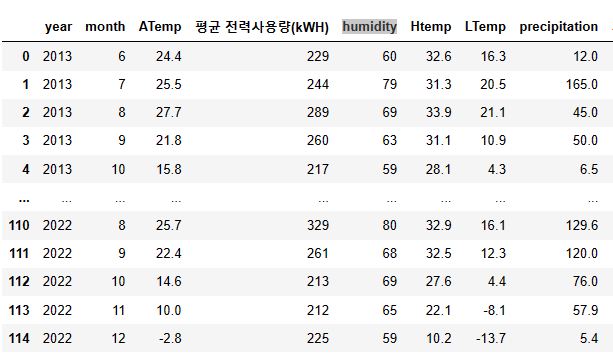 year month ATemp 평균 전력사용량(kWH) humidity Htemp LTemp precipitation
0 2013 6 24.4 229 60 32.6 16.3 12.0
1 2013 7 25.5 244 79 31.3 20.5 165.0
2 2013 8 27.7 289 69 33.9 21.1 45.0
3 2013 9 21.8 260 63 31.1 10.9 50.0
4 2013 10 15.8 217 59 28.1 4.3 6.5
... ... ... ... ... ... ... ... ...
110 2022 8 25.7 329 80 32.9 16.1 129.6
111 2022 9 22.4 261 68 32.5 12.3 120.0
112 2022 10 14.6 213 69 27.6 4.4 76.0
113 2022 11 10.0 212 65 22.1 -8.1 57.9
114 2022 12 -2.8 225 59 10.2 -13.7 5.4